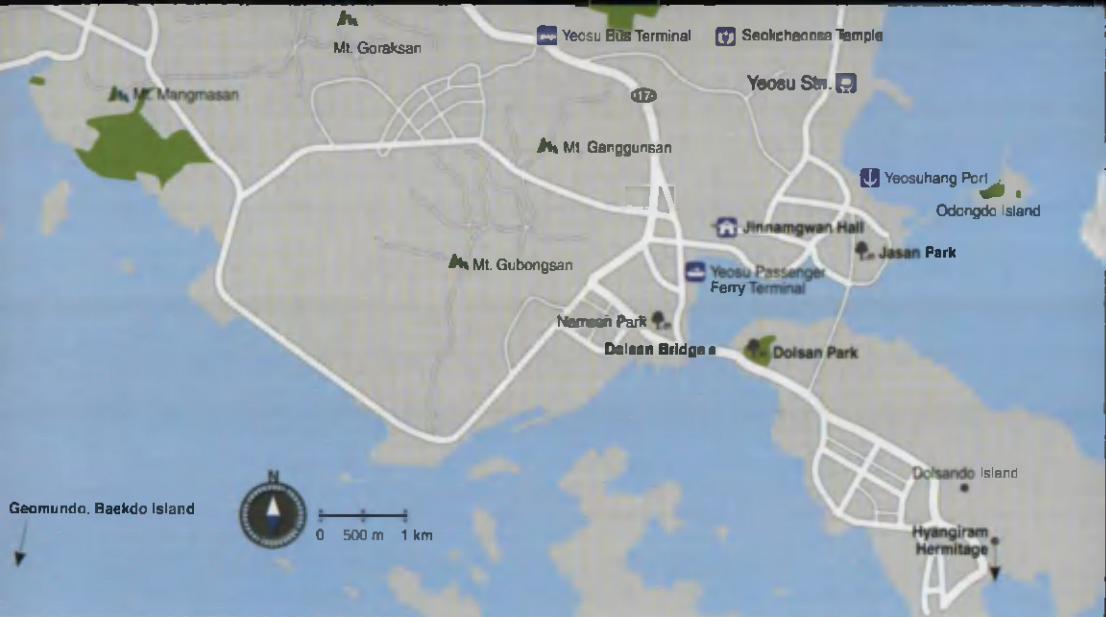 Yeosu Bus Terminal
Seokcheonsa Temple
Mt. Goraksan
Yeosu Stn.
Mt. Mangmasan
17
Mt. Ganggunsan
Yeosuhang Port
Odongdo Island
Jinnamgwan Hall
Jasan Park
Mt. Gubongsan
Yeosu Passenger
Ferry Terminal
Namsan Park
Dolsan Bridge
Dolsan Park
Dolsando Island
N
Geomundo, Baekdo Island
0 500 m 1 km
Hyangiram
Hermitage